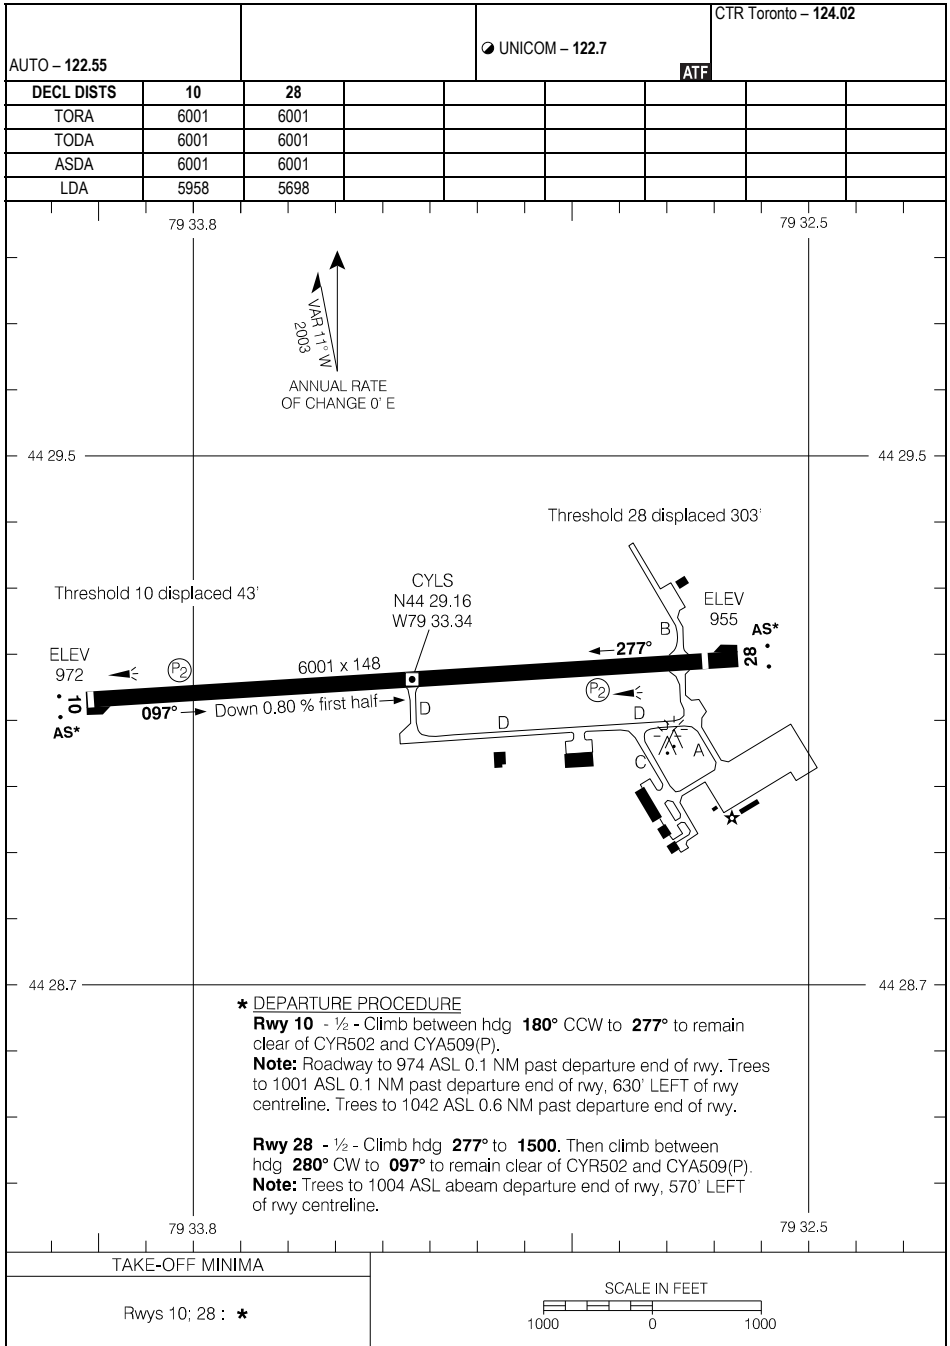 CTR Toronto – 124.02
UNICOM – 122.7
AUTO – 122.55
ATF
DECL DISTS 10 28
TORA 6001 6001
TODA 6001 6001
ASDA 6001 6001
LDA 5958 5698
79 33.8 79 32.5
VAR 11° W
2003
ANNUAL RATE
OF CHANGE 0' E
44 29.5 44 29.5
Threshold 28 displaced 303'
Threshold 10 displaced 43'
CYLS
N44 29.16
W79 33.34
ELEV
955
AS*
B
277°
28
ELEV
972
P2
6001 x 148
P2
10
097°
Down 0.80 % first half
D
D
D
AS*
C
A
44 28.7 44 28.7
* DEPARTURE PROCEDURE
Rwy 10 - ½ - Climb between hdg 180° CCW to 277° to remain
clear of CYR502 and CYA509(P).
Note: Roadway to 974 ASL 0.1 NM past departure end of rwy. Trees
to 1001 ASL 0.1 NM past departure end of rwy, 630' LEFT of rwy
centreline. Trees to 1042 ASL 0.6 NM past departure end of rwy.
Rwy 28 - ½ - Climb hdg 277° to 1500. Then climb between
hdg 280° CW to 097° to remain clear of CYR502 and CYA509(P).
Note: Trees to 1004 ASL abeam departure end of rwy, 570' LEFT
of rwy centreline.
79 33.8 79 32.5
TAKE-OFF MINIMA
Rwys 10; 28 : *
SCALE IN FEET
1000 0 1000